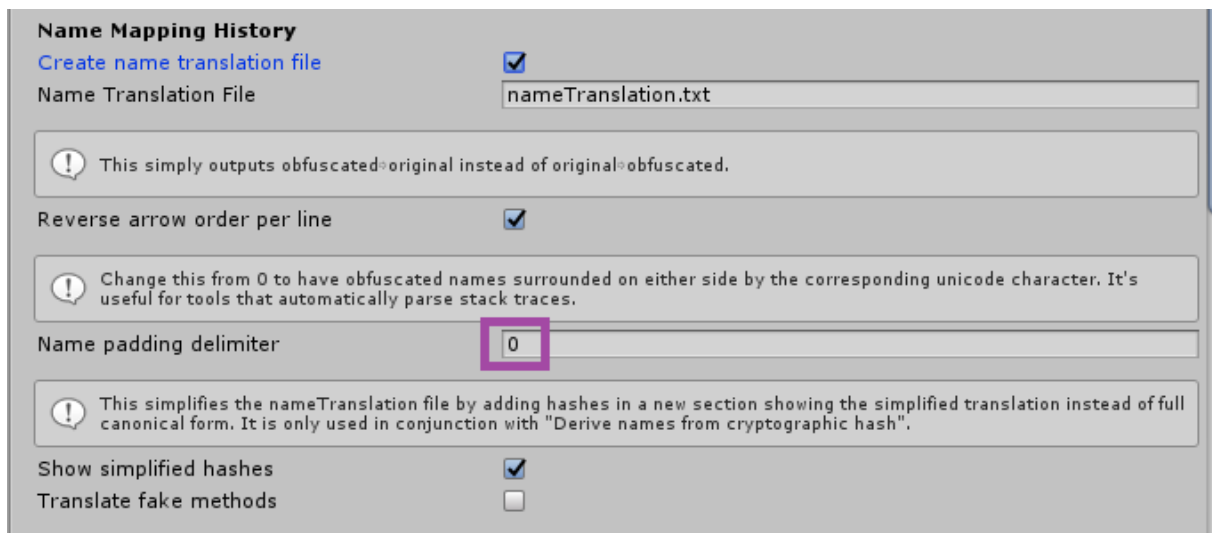 Name Mapping History
Create name translation file
Name Translation File nameTranslation.txt
This simply outputs obfuscated⇨original instead of original⇨obfuscated.
Reverse arrow order per line
Change this from 0 to have obfuscated names surrounded on either side by the corresponding unicode character. It's
useful for tools that automatically parse stack traces.
Name padding delimiter 0
This simplifies the nameTranslation file by adding hashes in a new section showing the simplified translation instead of full
canonical form. It is only used in conjunction with "Derive names from cryptographic hash".
Show simplified hashes
Translate fake methods